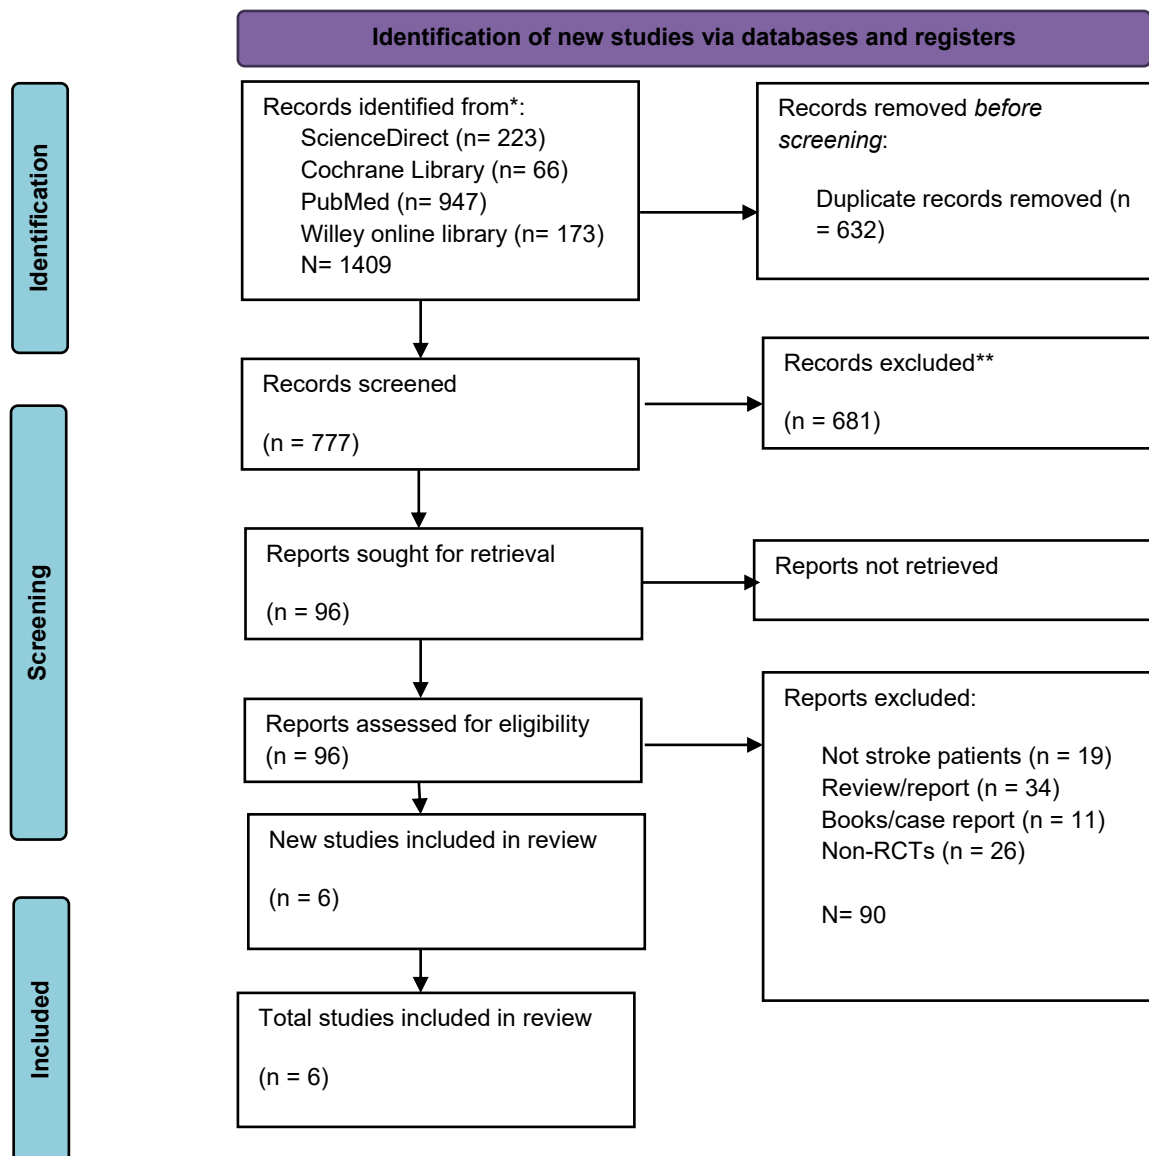 Identification of new studies via databases and registers
Identification
Records identified from*:
ScienceDirect (n= 223)
Cochrane Library (n= 66)
PubMed (n= 947)
Willey online library (n= 173)
N= 1409
Records removed before
screening:
Duplicate records removed (n
= 632)
Screening
Records screened
(n = 777)
Records excluded**
(n = 681)
Reports sought for retrieval
(n = 96)
Reports not retrieved
Reports assessed for eligibility
(n = 96)
Reports excluded:
Not stroke patients (n = 19)
Review/report (n = 34)
Books/case report (n = 11)
Non-RCTs (n = 26)
N= 90
New studies included in review
(n = 6)
Included
Total studies included in review
(n = 6)